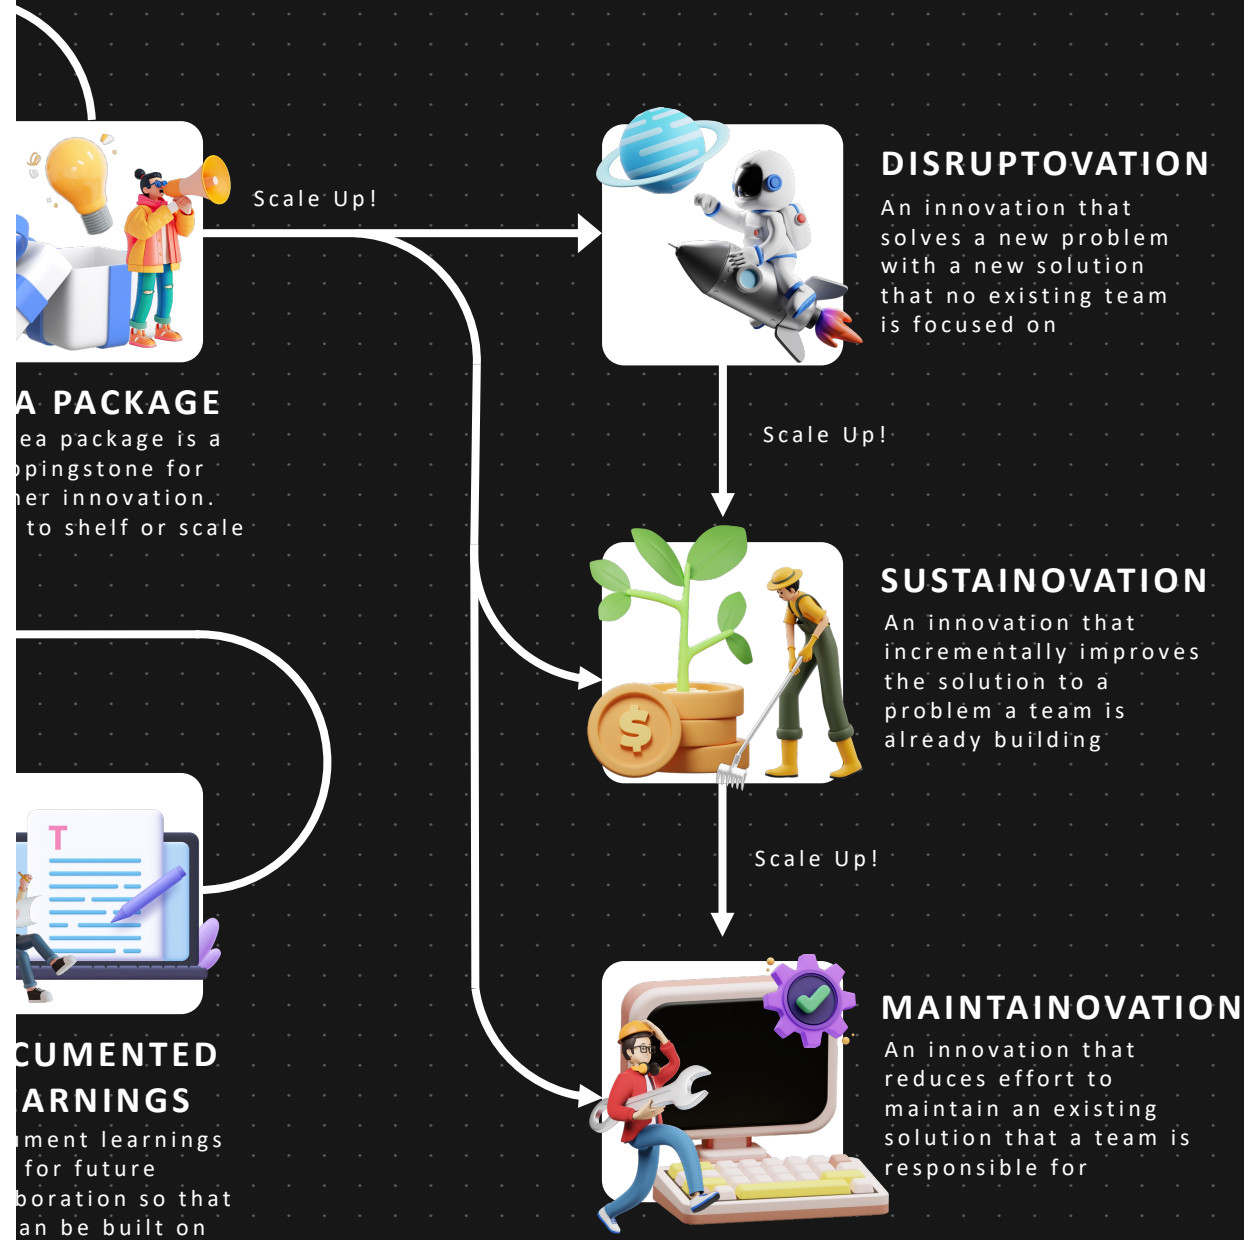 Scale Up!
DISRUPTOVATION
An innovation that
solves a new problem
with a new solution
that no existing team
is focused on
A PACKAGE
ea package is a
ppingstone for
her innovation.
to shelf or scale
Scale Up!
SUSTAINOVATION
An innovation that
incrementally improves
the solution to a
problem a team is
already building
T
$
Scale Up!
MAINTAINOVATION
An innovation that
reduces effort to
maintain an existing
solution that a team is
responsible for
CUMENTED
ARNINGS
ument learnings
for future
boration so that
an be built on